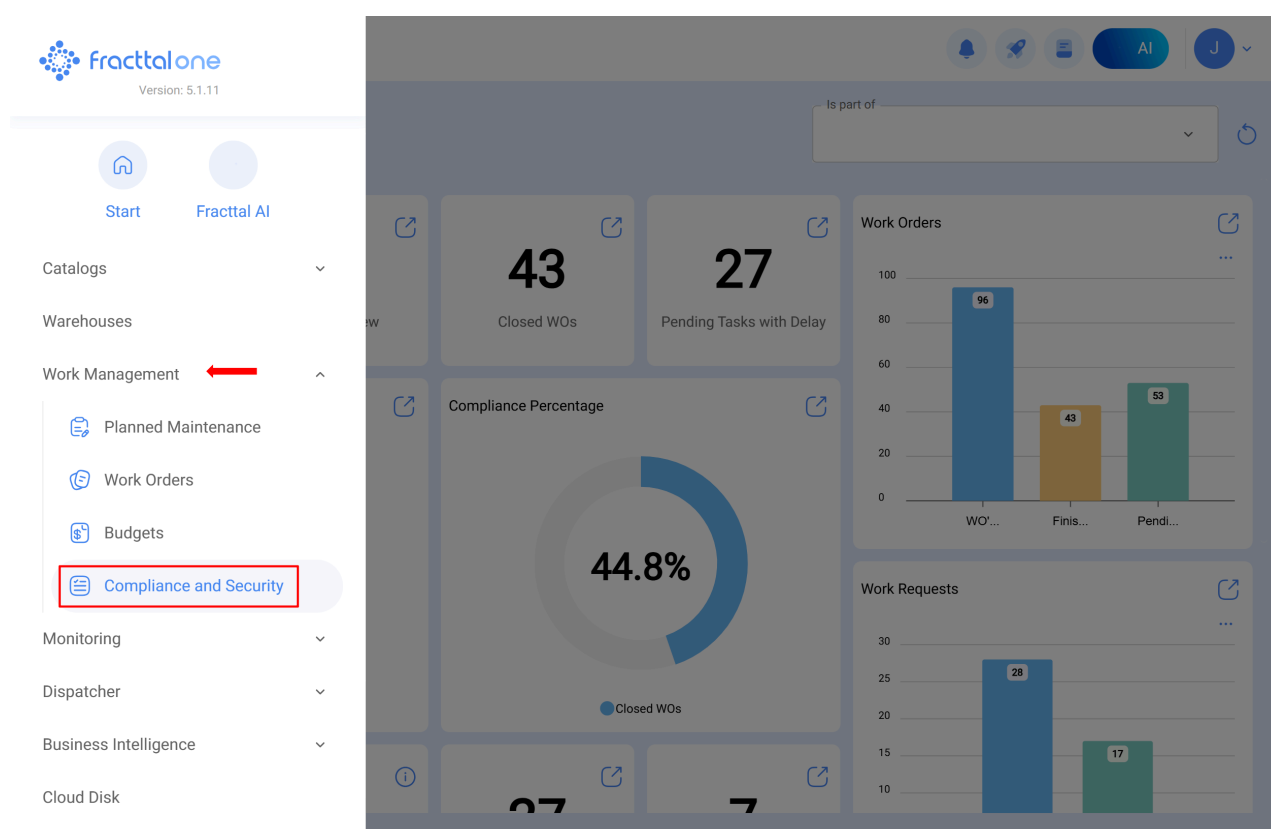 fracttalone
Version: 5.1.11
AI
J
Is part of
Start
Fracttal AI
Catalogs
Warehouses
Work Management
Planned Maintenance
Work Orders
Budgets
Compliance and Security
Monitoring
Dispatcher
Business Intelligence
Cloud Disk
43
Closed WOs
27
Pending Tasks with Delay
Work Orders
...
100
80
60
40
20
0
96
43
53
WO'...
Finis...
Pendi...
Compliance Percentage
44.8%
Closed WOs
Work Requests
...
30
25
20
15
10
28
17